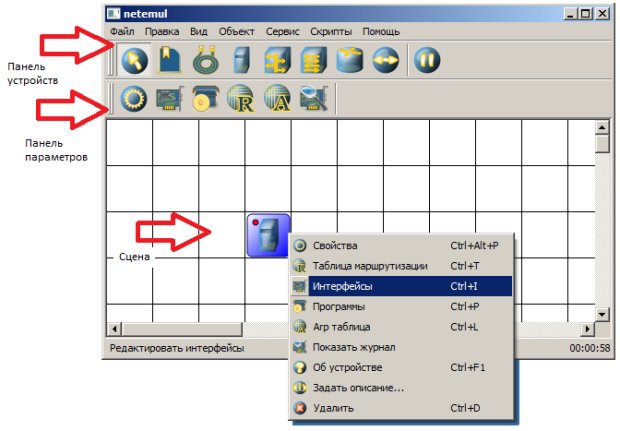 netemul
Файл Правка Вид Объект Сервис Скрипты Помощь
Панель
устройств
Панель
параметров
R A
Сцена
Свойства Ctrl+Alt+P
Таблица маршрутизации Ctrl+T
Интерфейсы Ctrl+I
Программы Ctrl+P
Arp таблица Ctrl+L
Показать журнал
Об устройстве Ctrl+F1
Задать описание...
Удалить Ctrl+D
Редактировать интерфейсы 00:00:58